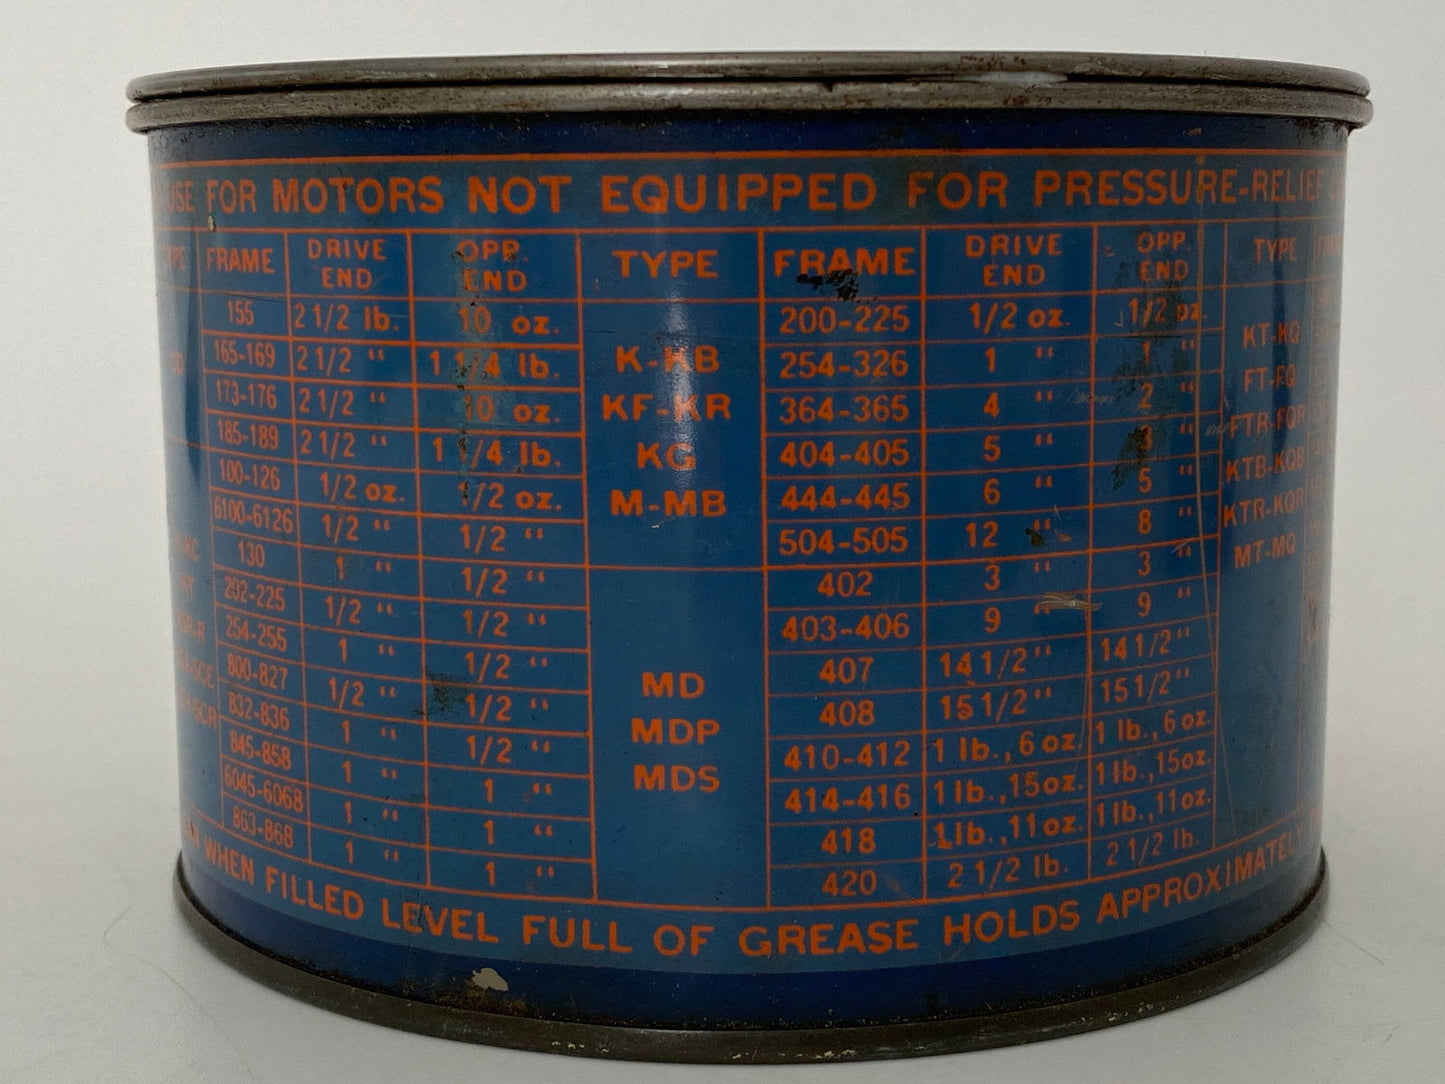 USE FOR MOTORS NOT EQUIPPED FOR PRESSURE-RELIEF
FRAME DRIVE END OPP. END TYPE FRAME DRIVE END OPP. END TYPE
155 2 1/2 lb. 10 oz.
165-169 2 1/2 “ 1 1/4 lb.
173-176 2 1/2 “ 10 oz.
185-189 2 1/2 “ 1 1/4 lb.
100-126 1/2 oz. 1/2 oz.
6100-6126 1/2 “ 1/2 “
130 1 “ 1/2 “
202-225 1/2 “ 1/2 “
254-255 1 “ 1/2 “
800-827 1/2 “ 1/2 “
832-836 1 “ 1/2 “
845-858 1 “ 1 “
6045-6068 1 “ 1 “
863-868 1 “ 1 “
K-KB
KF-KR
KG
M-MB
200-225 1/2 oz. 1/2 oz.
254-326 1 “ 1 “
364-365 4 “ 2 “
404-405 5 “ 3 “
444-445 6 “ 5 “
504-505 12 “ 8 “
MD
MDP
MDS
402 3 “ 3 “
403-406 9 “ 9 “
407 14 1/2 “ 14 1/2 “
408 15 1/2 “ 15 1/2 “
410-412 1 lb., 6 oz. 1 lb., 6 oz.
414-416 1 lb., 15 oz. 1 lb., 15 oz.
418 1 lb., 11 oz. 1 lb., 11 oz.
420 2 1/2 lb. 2 1/2 lb.
KT-KQ
FT-FQ
FTR-FQR
KTB-KQB
KTR-KQR
MT-MQ
WHEN FILLED LEVEL FULL OF GREASE HOLDS APPROXIMATELY